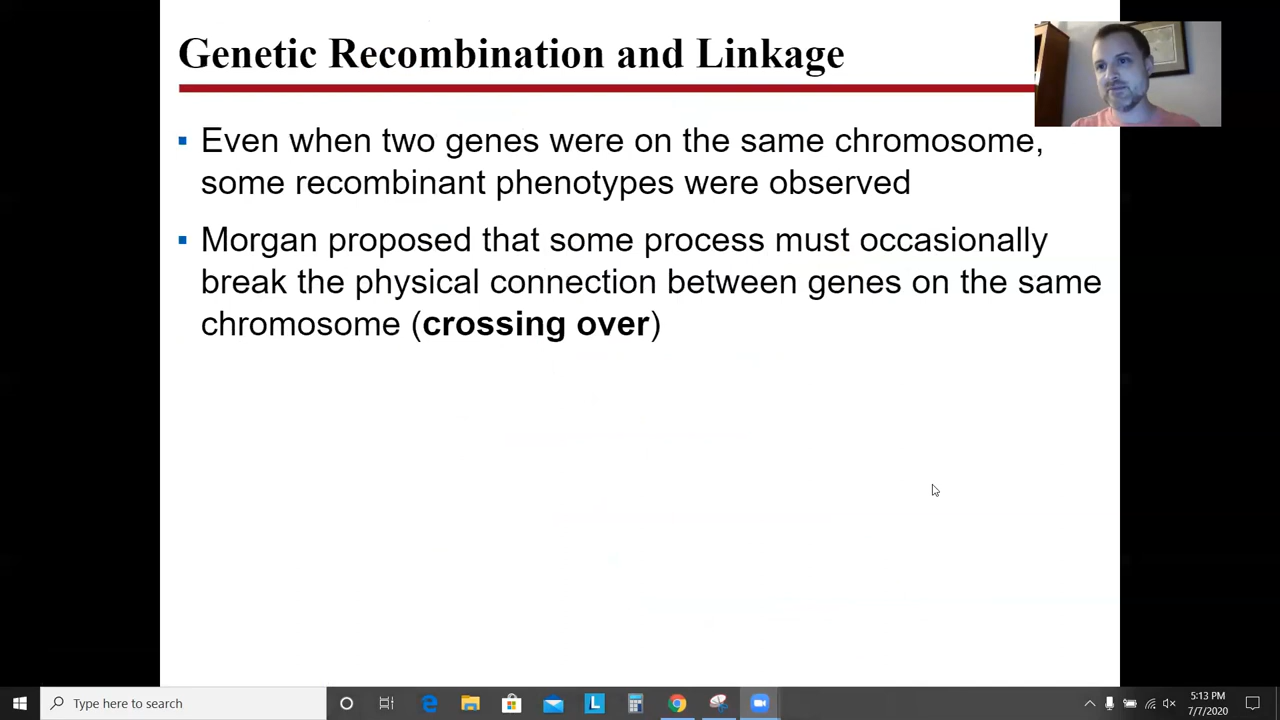 Genetic Recombination and Linkage
▪ Even when two genes were on the same chromosome,
some recombinant phenotypes were observed
▪ Morgan proposed that some process must occasionally
break the physical connection between genes on the same
chromosome (crossing over)
Type here to search
L
5:13 PM
7/7/2020